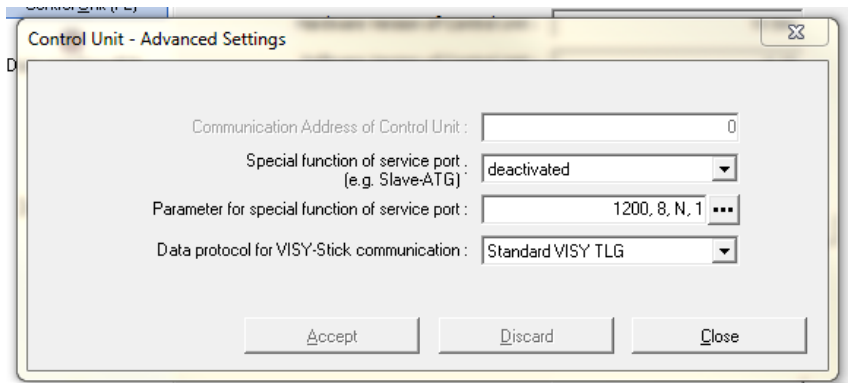 Control Unit - Advanced Settings
Communication Address of Control Unit : 0
Special function of service port .
(e.g. Slave-ATG) : deactivated
Parameter for special function of service port : 1200, 8, N, 1 ...
Data protocol for VISY-Stick communication : Standard VISY TLG
Accept Discard Close